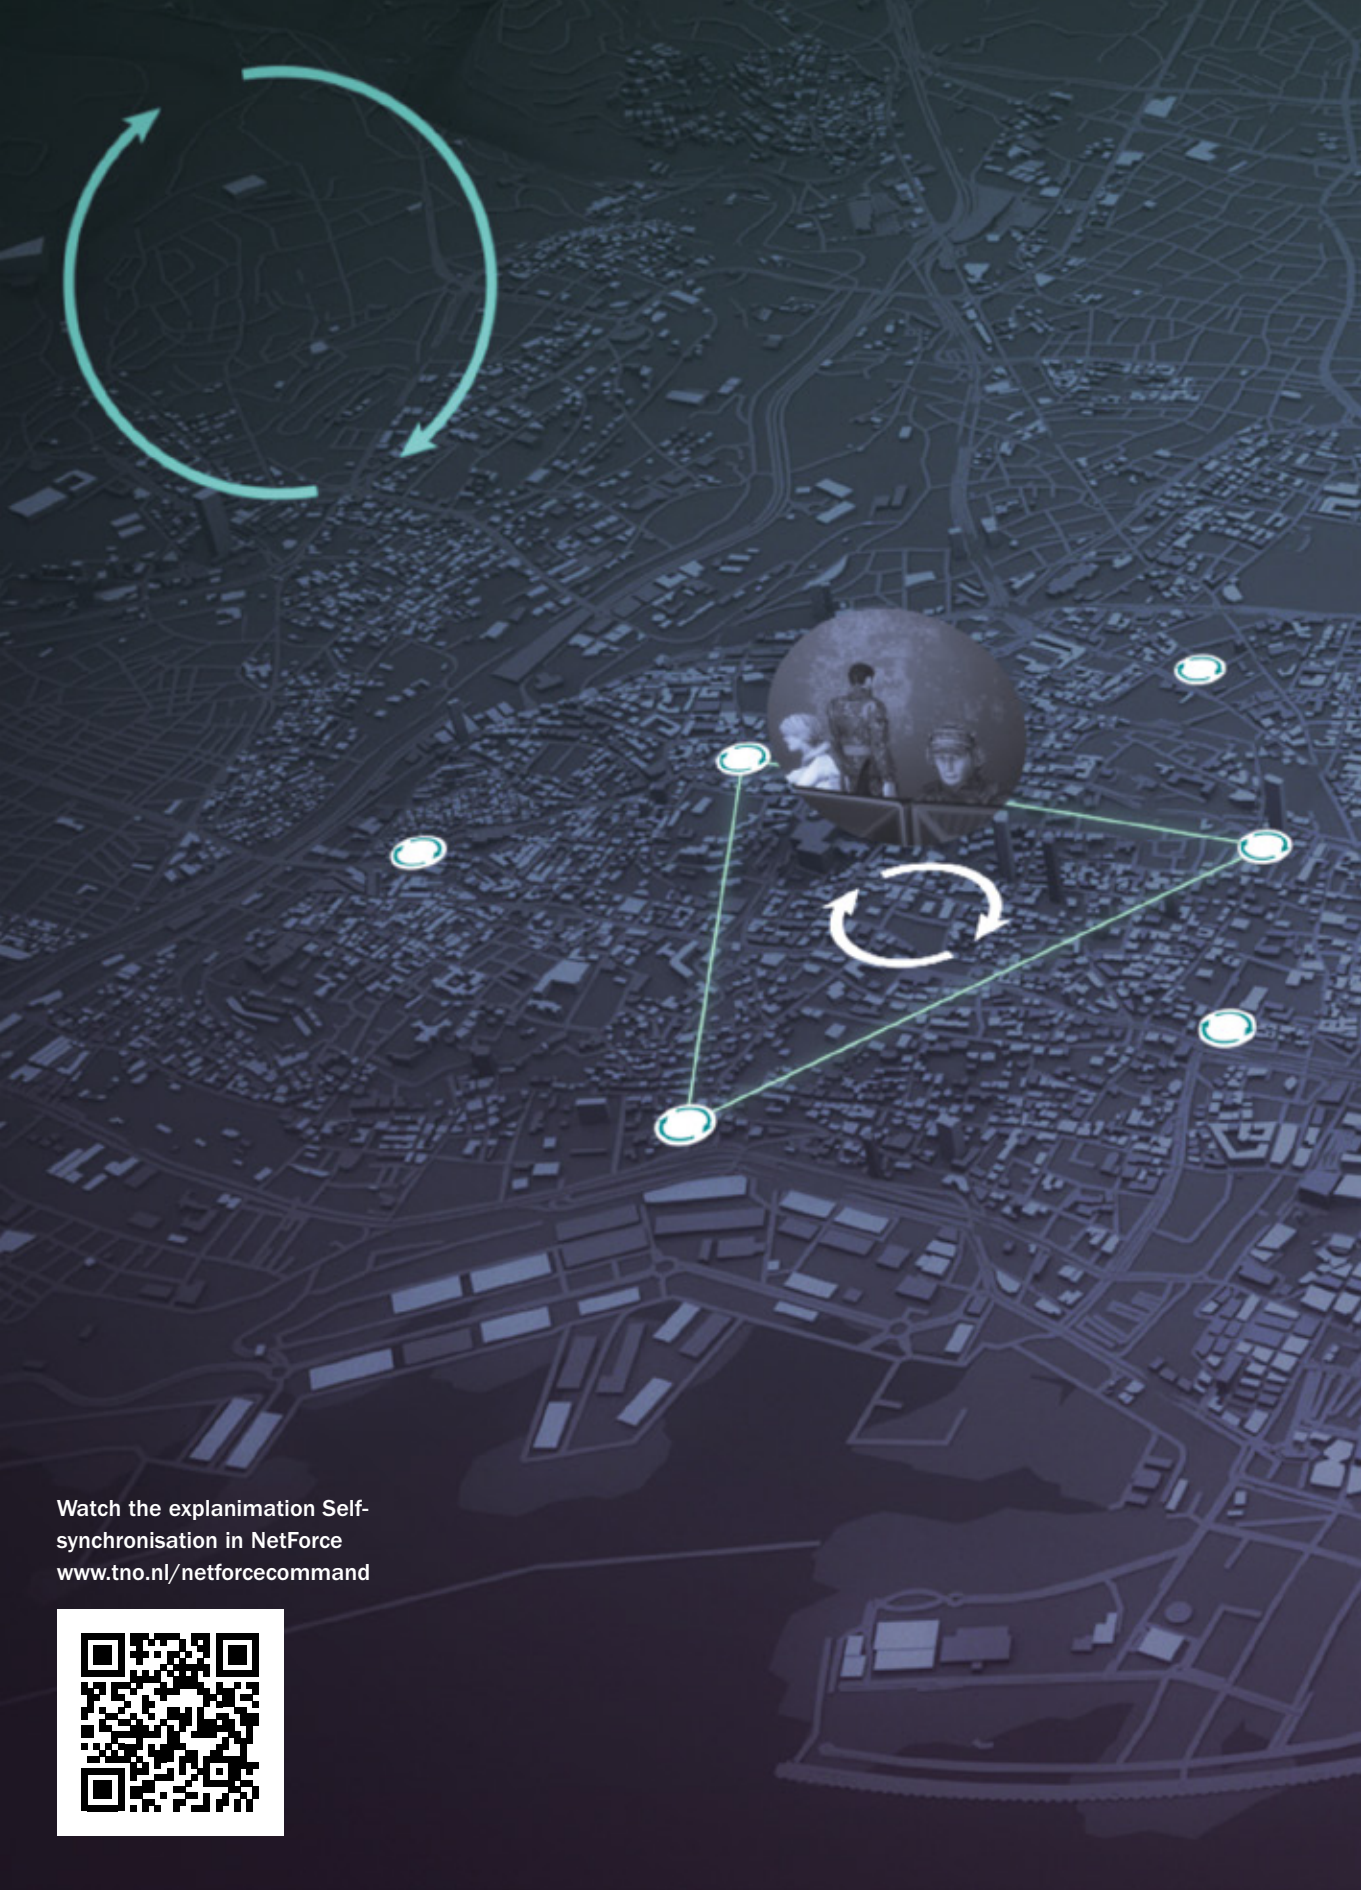 Watch the explanimation Self-
synchronisation in NetForce
www.tno.nl/netforcecommand